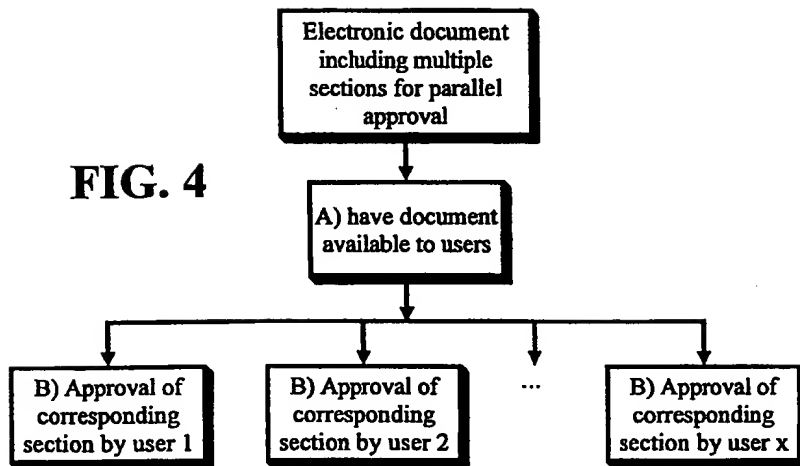 Electronic document
including multiple
sections for parallel
approval
FIG. 4
A) have document
available to users
B) Approval of
corresponding
section by user 1
B) Approval of
corresponding
section by user 2
...
B) Approval of
corresponding
section by user x